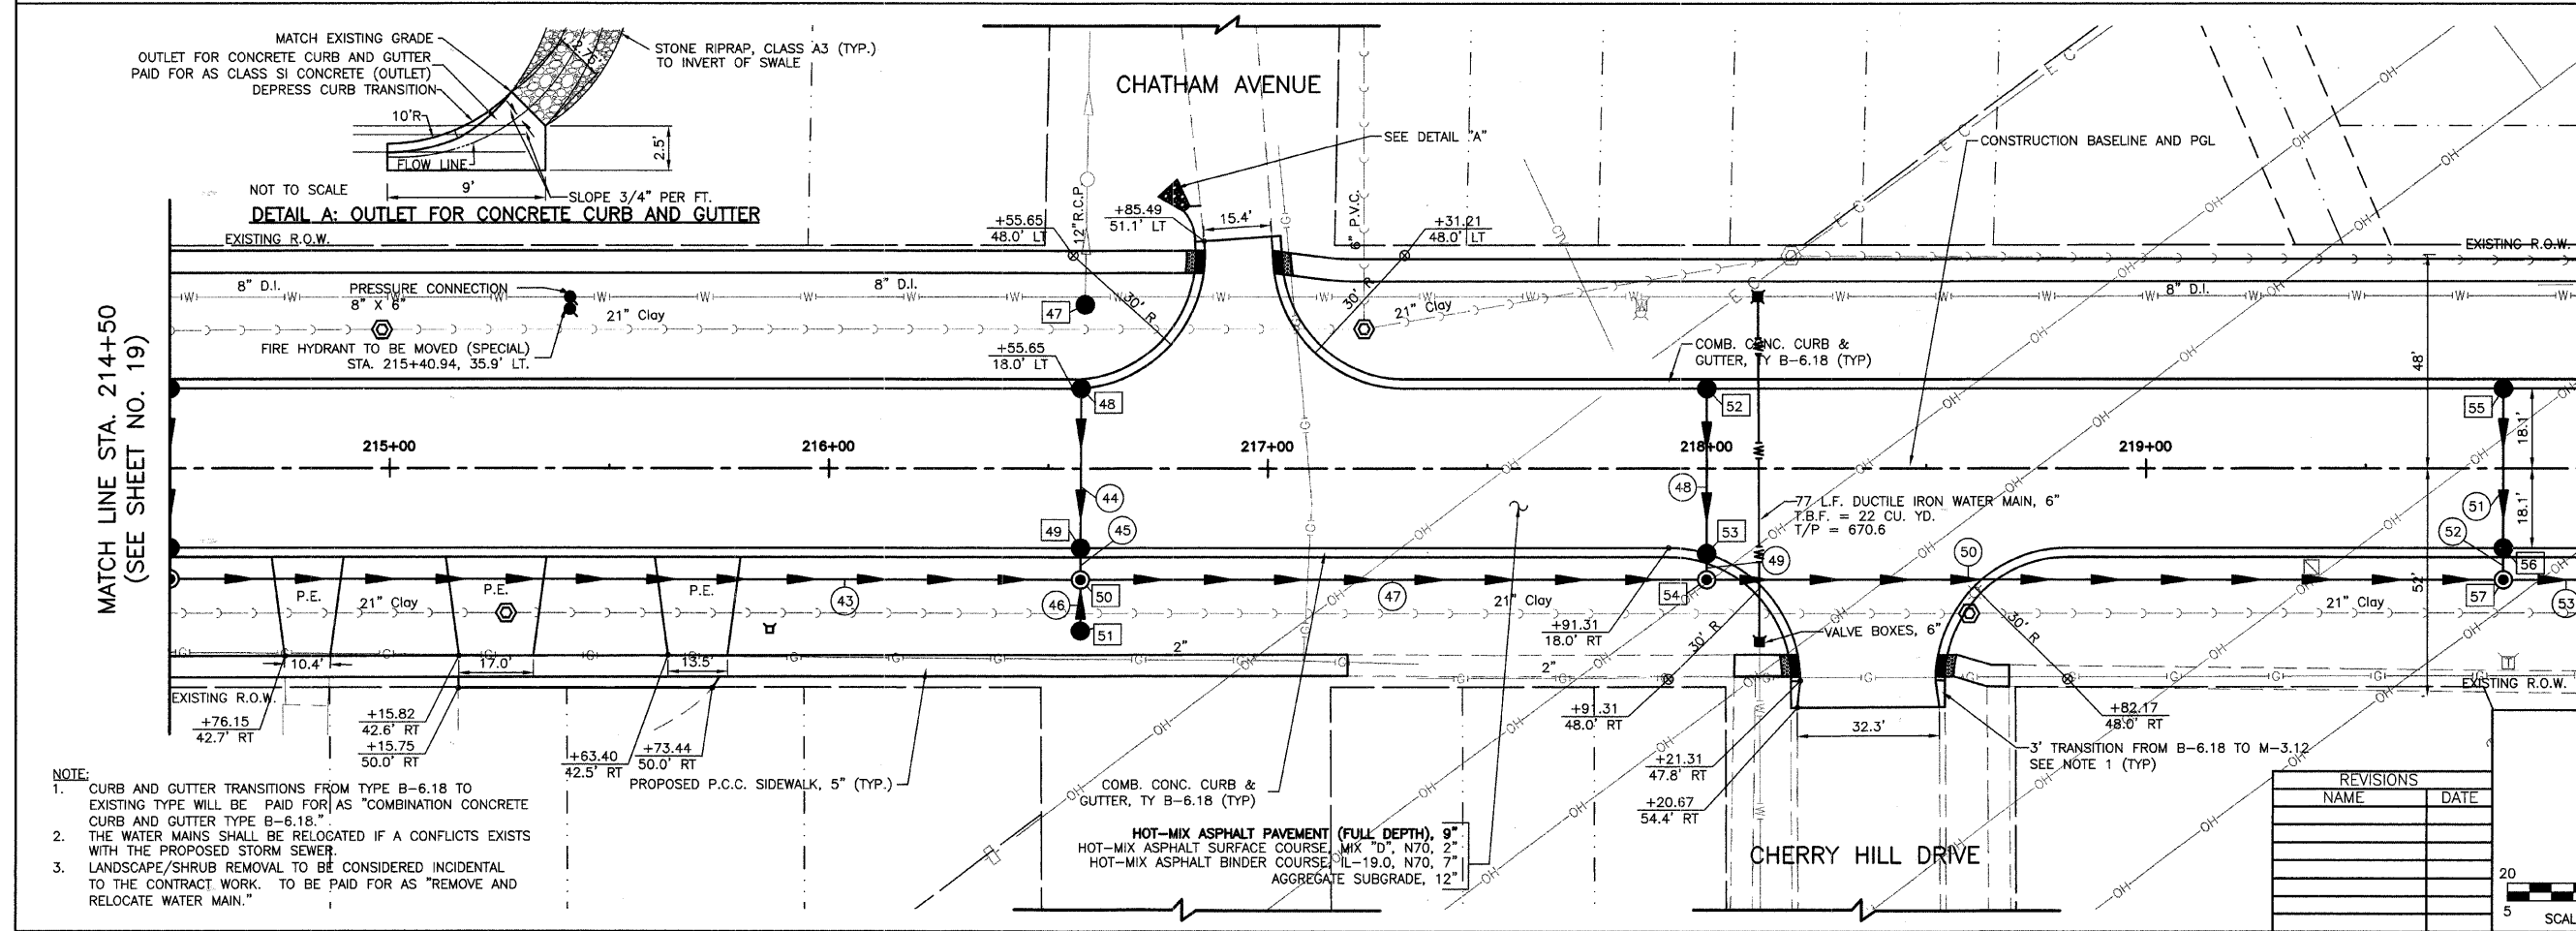 MATCH EXISTING GRADE
OUTLET FOR CONCRETE CURB AND GUTTER
PAID FOR AS CLASS SI CONCRETE (OUTLET)
DEPRESS CURB TRANSITION
STONE RIPRAP, CLASS A3 (TYP.)
TO INVERT OF SWALE
10'R
FLOW LINE
2.5'
9'
NOT TO SCALE
SLOPE 3/4" PER FT.
DETAIL A: OUTLET FOR CONCRETE CURB AND GUTTER
CHATHAM AVENUE
SEE DETAIL "A"
CONSTRUCTION BASELINE AND PGL
EXISTING R.O.W.
+55.65
48.0' LT
12"R.C.P.
+85.49
51.1' LT
15.4'
6" P.V.C.
+31.21
48.0' LT
CTV
EXISTING R.O.W.
8" D.I.
PRESSURE CONNECTION
8" X 6"
8" D.I.
21" Clay
30' R
30' R
21" Clay
8" D.I.
47
FIRE HYDRANT TO BE MOVED (SPECIAL)
STA. 215+40.94, 35.9' LT.
+55.65
18.0' LT
COMB. CONC. CURB &
GUTTER, TY B-6.18 (TYP)
48'
MATCH LINE STA. 214+50
(SEE SHEET NO. 19)
48
52
55
18.1'
215+00
216+00
217+00
218+00
219+00
44
48
77 L.F. DUCTILE IRON WATER MAIN, 6"
T.B.F. = 22 CU. YD.
T/P = 670.6
51
18.1'
49
45
53
49
50
52
56
P.E.
P.E.
P.E.
21" Clay
43
46
50
47
21" Clay
54
21" Clay
57
53
52'
51
+91.31
18.0' RT
30' R
VALVE BOXES, 6"
30' R
10.4'
17.0'
13.5'
2"
2"
EXISTING R.O.W.
EXISTING R.O.W.
+76.15
42.7' RT
+15.82
42.6' RT
+15.75
50.0' RT
+63.40
42.5' RT
+73.44
50.0' RT
+91.31
48.0' RT
32.3'
+82.17
48.0' RT
+21.31
47.8' RT
+20.67
54.4' RT
3' TRANSITION FROM B-6.18 TO M-3.12
SEE NOTE 1 (TYP)
PROPOSED P.C.C. SIDEWALK, 5" (TYP.)
COMB. CONC. CURB &
GUTTER, TY B-6.18 (TYP)
NOTE:
1. CURB AND GUTTER TRANSITIONS FROM TYPE B-6.18 TO
EXISTING TYPE WILL BE PAID FOR AS "COMBINATION CONCRETE
CURB AND GUTTER TYPE B-6.18."
2. THE WATER MAINS SHALL BE RELOCATED IF A CONFLICTS EXISTS
WITH THE PROPOSED STORM SEWER.
3. LANDSCAPE/SHRUB REMOVAL TO BE CONSIDERED INCIDENTAL
TO THE CONTRACT WORK. TO BE PAID FOR AS "REMOVE AND
RELOCATE WATER MAIN."
HOT-MIX ASPHALT PAVEMENT (FULL DEPTH), 9"
HOT-MIX ASPHALT SURFACE COURSE, MIX "D", N70, 2"
HOT-MIX ASPHALT BINDER COURSE, IL-19.0, N70, 7"
AGGREGATE SUBGRADE, 12"
CHERRY HILL DRIVE
REVISIONS
NAME DATE
20
5
SCAL